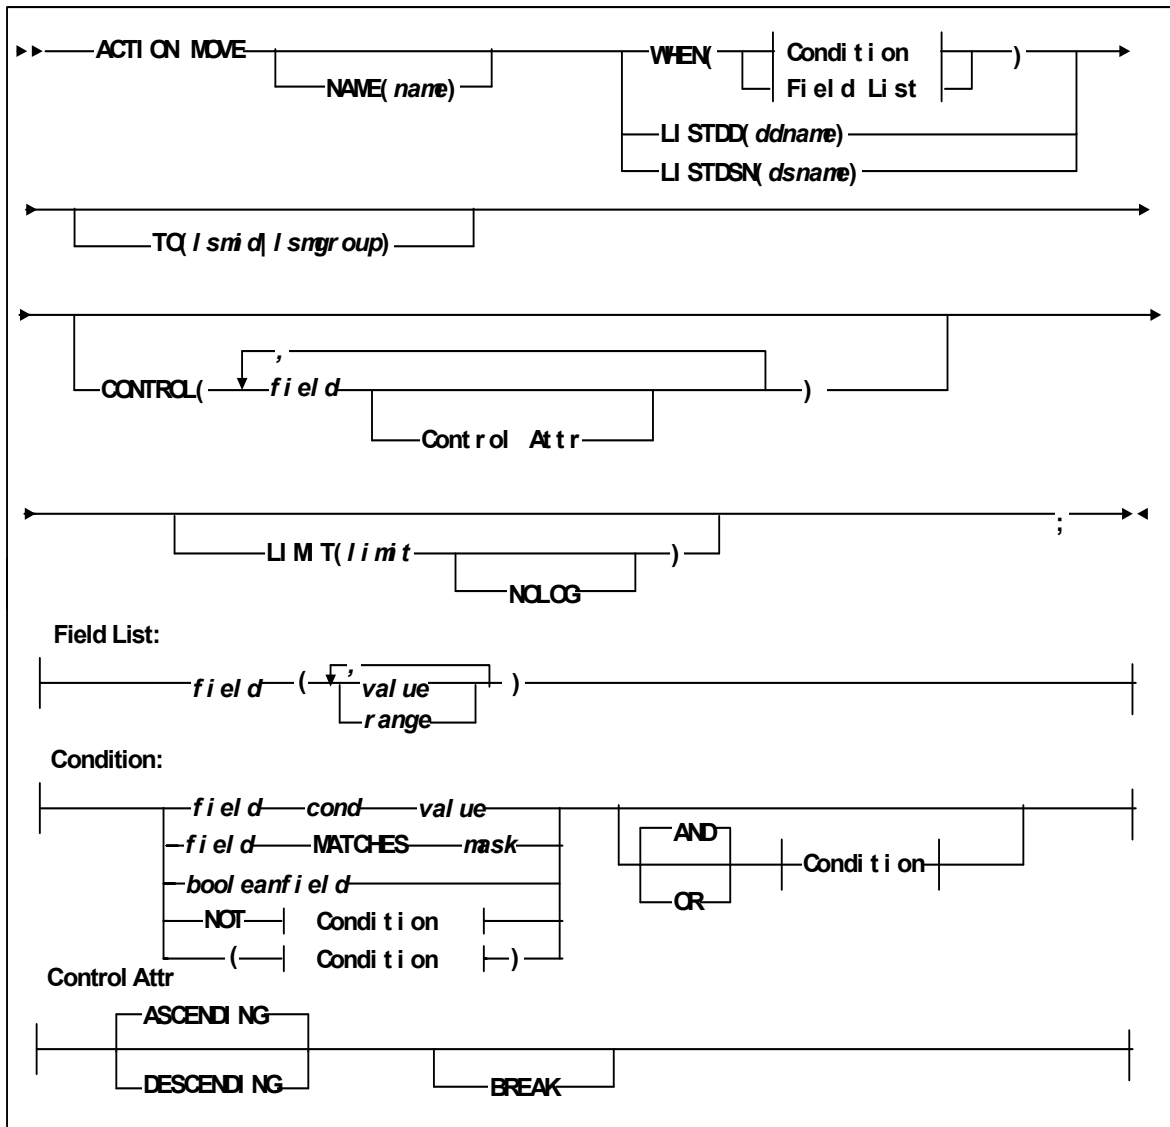 ACTION MOVE
NAME(name)
WHEN(
Condition
Field List
)
LISTDD(ddname)
LISTDSN(dsname)
TO(lsmid|lsmgroup)
CONTROL(
,
field
Control Attr
)
LIMIT(limit
NOLOG
)
;
Field List:
field
(
,
value
range
)
Condition:
field cond value
field MATCHES mask
booleanfield
NOT Condition
( Condition )
AND
OR
Condition
Control Attr
ASCENDING
DESCENDING
BREAK